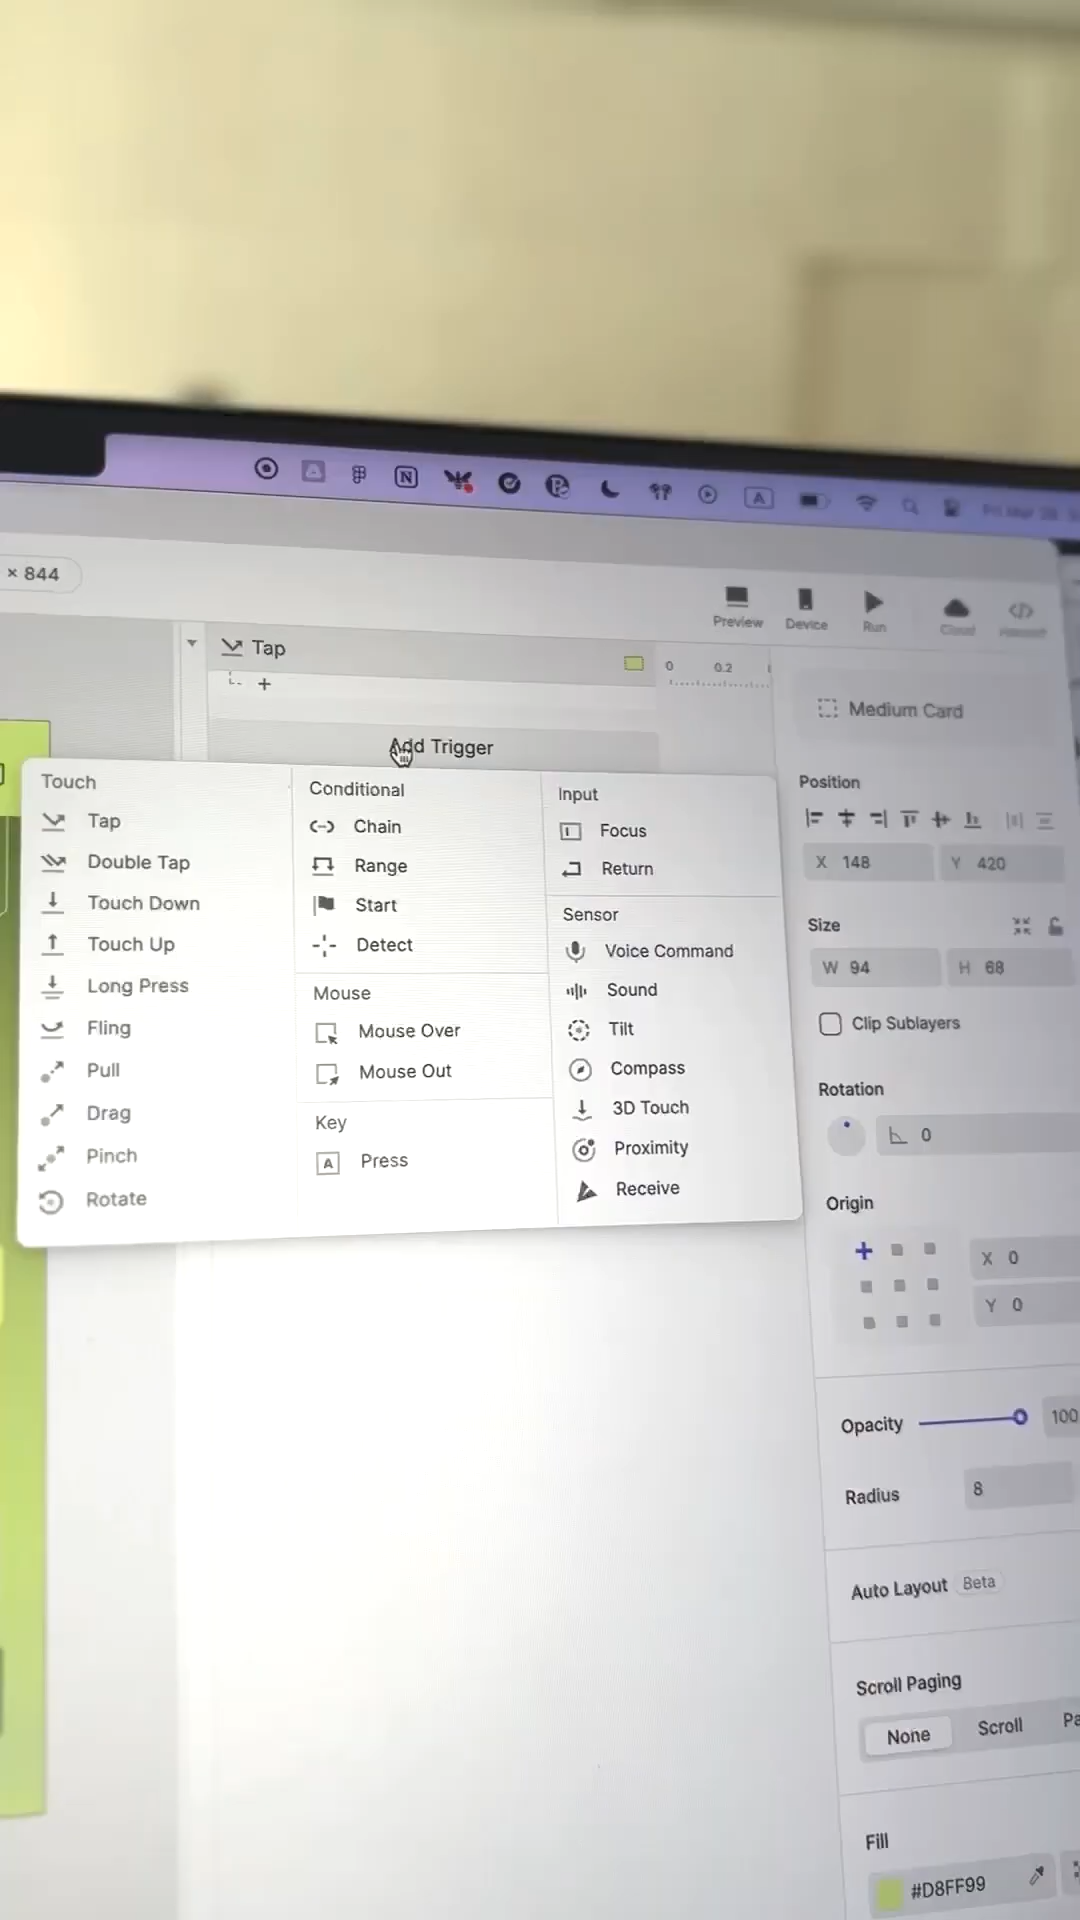 × 844
Preview
Device
Run
Cloud
Tap
0 0.2
+
Add Trigger
Touch
Tap
Double Tap
Touch Down
Touch Up
Long Press
Fling
Pull
Drag
Pinch
Rotate
Conditional
Chain
Range
Start
Detect
Mouse
Mouse Over
Mouse Out
Key
A Press
Input
Focus
Return
Sensor
Voice Command
Sound
Tilt
Compass
3D Touch
Proximity
Receive
Medium Card
Position
X 148 Y 420
Size
W 94 H 68
Clip Sublayers
Rotation
0
Origin
X 0
Y 0
Opacity 100
Radius 8
Auto Layout Beta
Scroll Paging
None Scroll Pa
Fill
#D8FF99